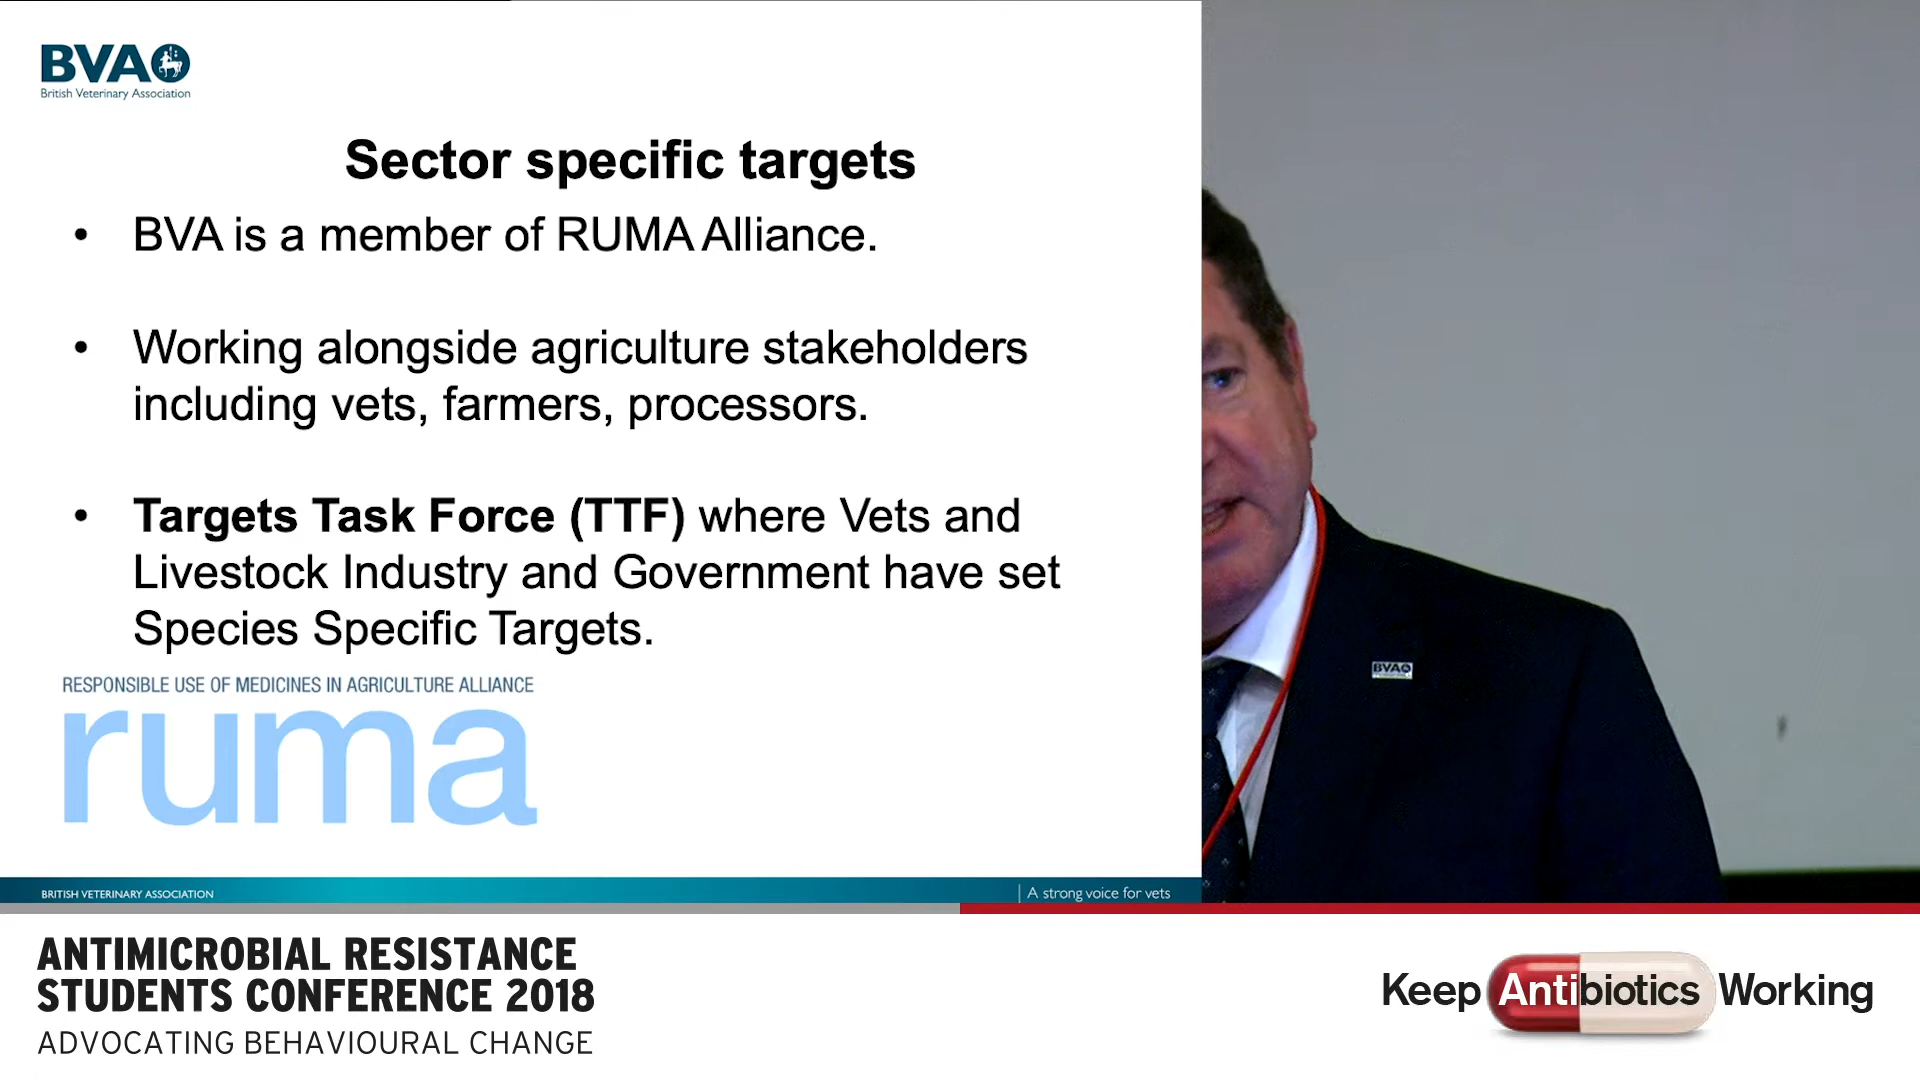 BVA
British Veterinary Association
Sector specific targets
• BVA is a member of RUMA Alliance.
• Working alongside agriculture stakeholders
including vets, farmers, processors.
• Targets Task Force (TTF) where Vets and
Livestock Industry and Government have set
Species Specific Targets.
RESPONSIBLE USE OF MEDICINES IN AGRICULTURE ALLIANCE
ruma
BRITISH VETERINARY ASSOCIATION
A strong voice for vets
BVA
ANTIMICROBIAL RESISTANCE
STUDENTS CONFERENCE 2018
ADVOCATING BEHAVIOURAL CHANGE
Keep Antibiotics Working